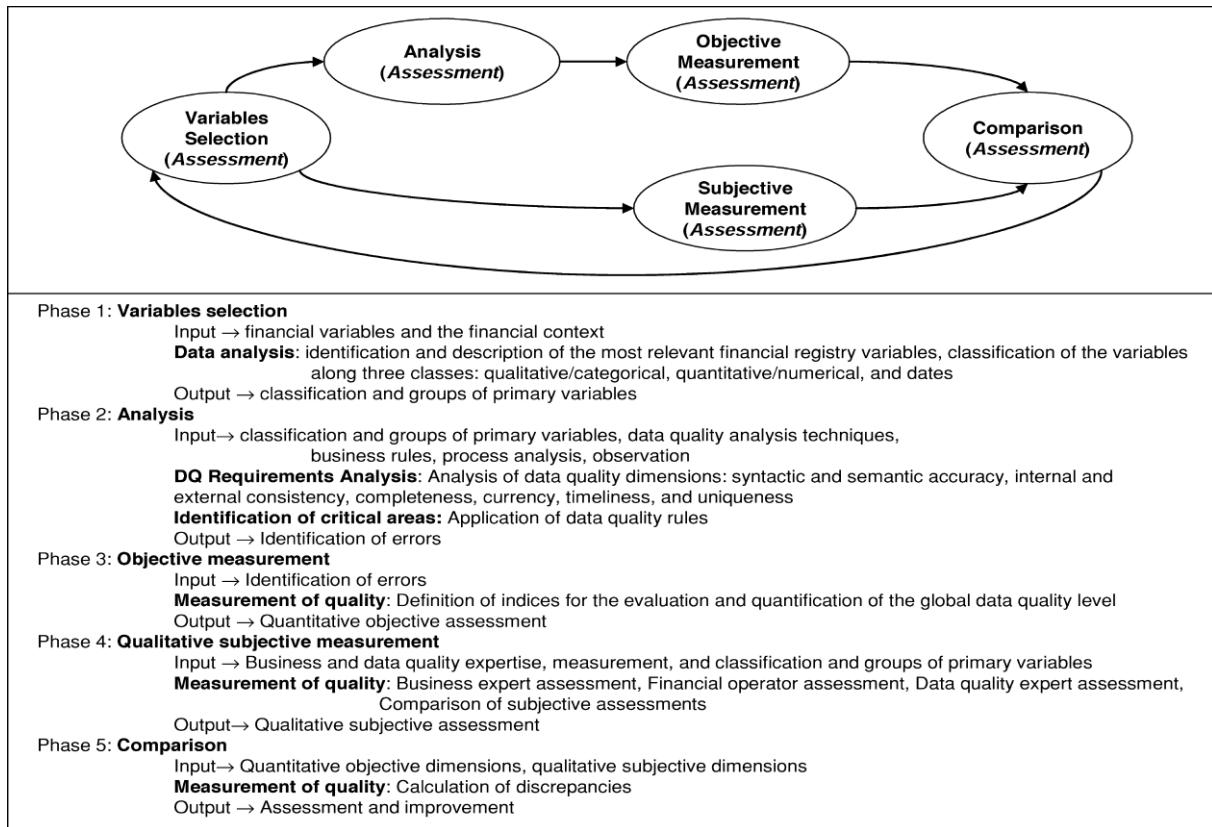 Analysis
(Assessment)
Objective
Measurement
(Assessment)
Variables
Selection
(Assessment)
Comparison
(Assessment)
Subjective
Measurement
(Assessment)
Phase 1: Variables selection
Input → financial variables and the financial context
Data analysis: identification and description of the most relevant financial registry variables, classification of the variables
along three classes: qualitative/categorical, quantitative/numerical, and dates
Output → classification and groups of primary variables
Phase 2: Analysis
Input→ classification and groups of primary variables, data quality analysis techniques,
business rules, process analysis, observation
DQ Requirements Analysis: Analysis of data quality dimensions: syntactic and semantic accuracy, internal and
external consistency, completeness, currency, timeliness, and uniqueness
Identification of critical areas: Application of data quality rules
Output → Identification of errors
Phase 3: Objective measurement
Input → Identification of errors
Measurement of quality: Definition of indices for the evaluation and quantification of the global data quality level
Output → Quantitative objective assessment
Phase 4: Qualitative subjective measurement
Input → Business and data quality expertise, measurement, and classification and groups of primary variables
Measurement of quality: Business expert assessment, Financial operator assessment, Data quality expert assessment,
Comparison of subjective assessments
Output→ Qualitative subjective assessment
Phase 5: Comparison
Input→ Quantitative objective dimensions, qualitative subjective dimensions
Measurement of quality: Calculation of discrepancies
Output → Assessment and improvement